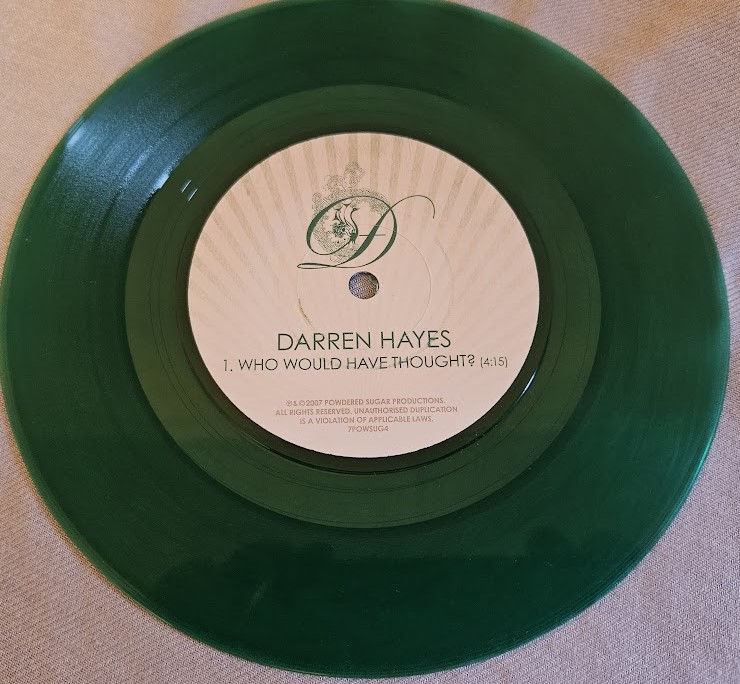 D
DARREN HAYES
1. WHO WOULD HAVE THOUGHT? (4:15)
℗ & © 2007 POWDERED SUGAR PRODUCTIONS.
ALL RIGHTS RESERVED. UNAUTHORISED DUPLICATION
IS A VIOLATION OF APPLICABLE LAWS.
7POWSUG4